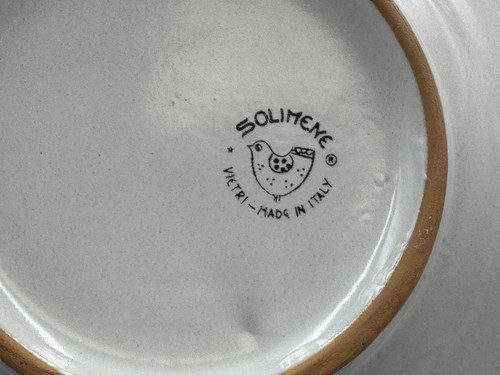 SOLIMENE
®
VIETRI – MADE IN ITALY